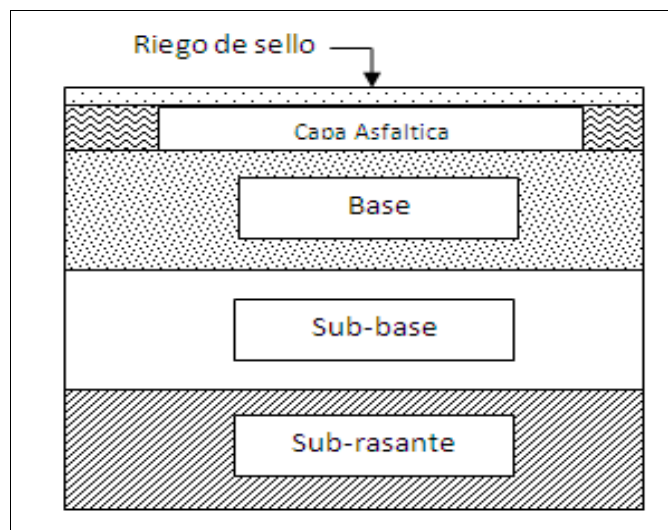 Riego de sello
Capa Asfaltica
Base
Sub-base
Sub-rasante